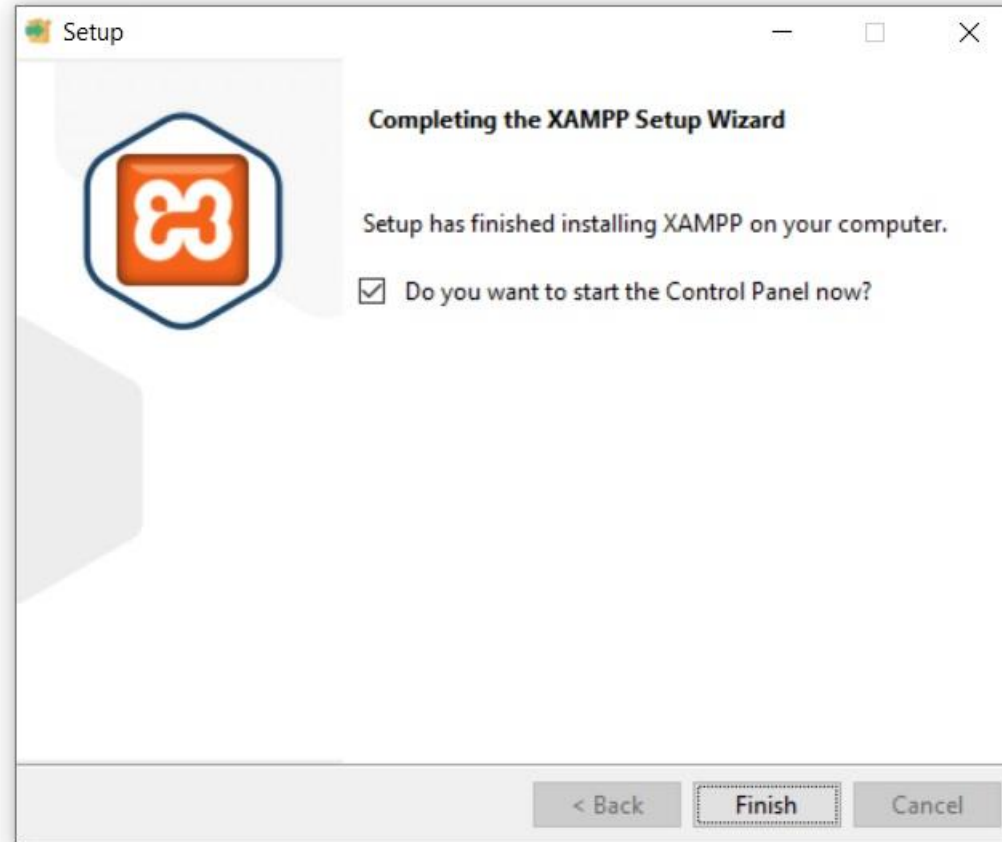 Setup
Completing the XAMPP Setup Wizard
Setup has finished installing XAMPP on your computer.
Do you want to start the Control Panel now?
< Back Finish Cancel